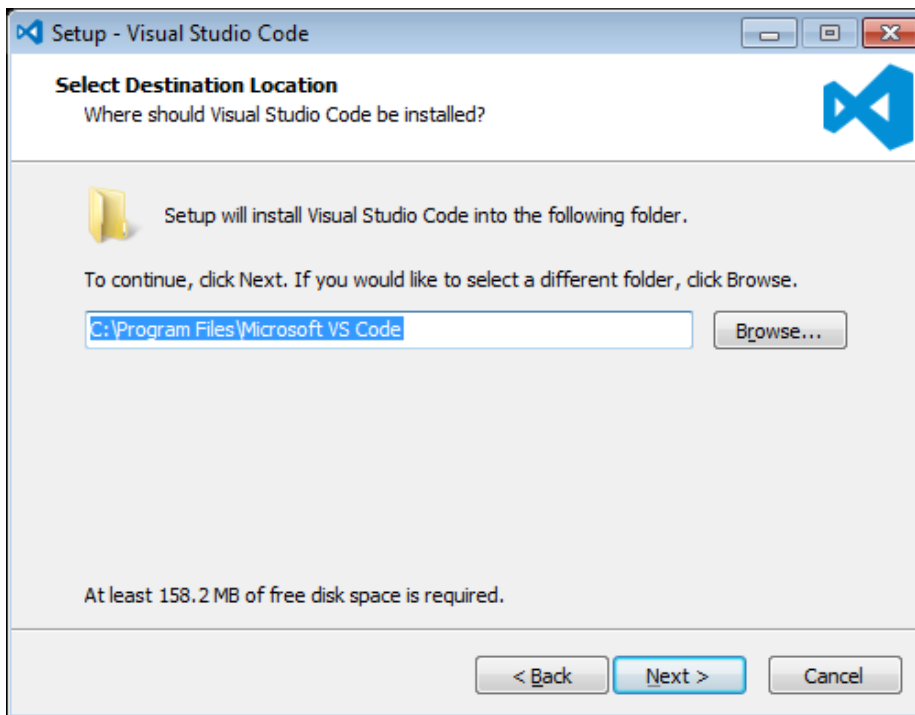 Setup - Visual Studio Code
Select Destination Location
Where should Visual Studio Code be installed?
Setup will install Visual Studio Code into the following folder.
To continue, click Next. If you would like to select a different folder, click Browse.
C:\Program Files\Microsoft VS Code
Browse...
At least 158.2 MB of free disk space is required.
< Back
Next >
Cancel